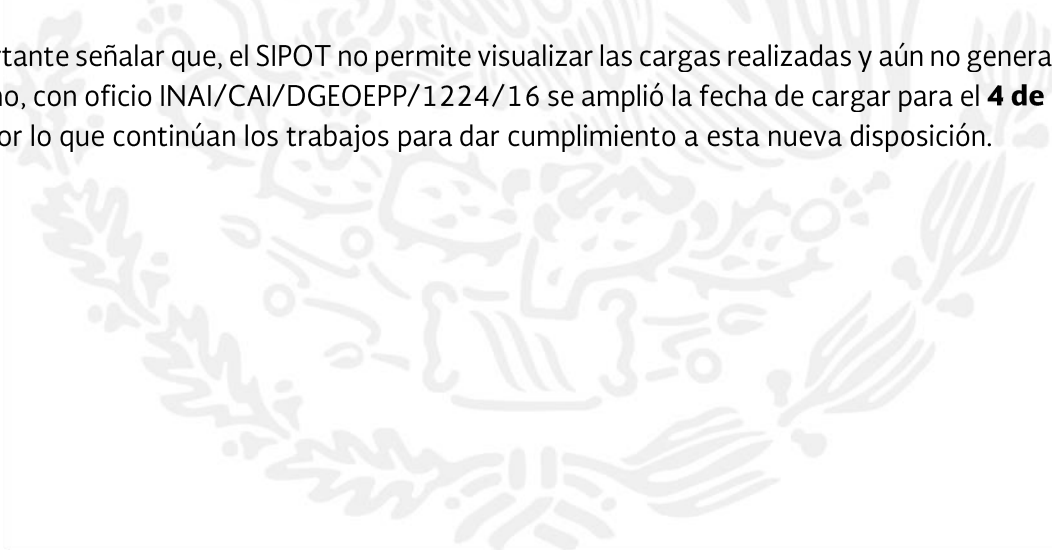 rtante señalar que, el SIPOT no permite visualizar las cargas realizadas y aún no genera
no, con oficio INAI/CAI/DGEOEPP/1224/16 se amplió la fecha de cargar para el 4 de
or lo que continúan los trabajos para dar cumplimiento a esta nueva disposición.